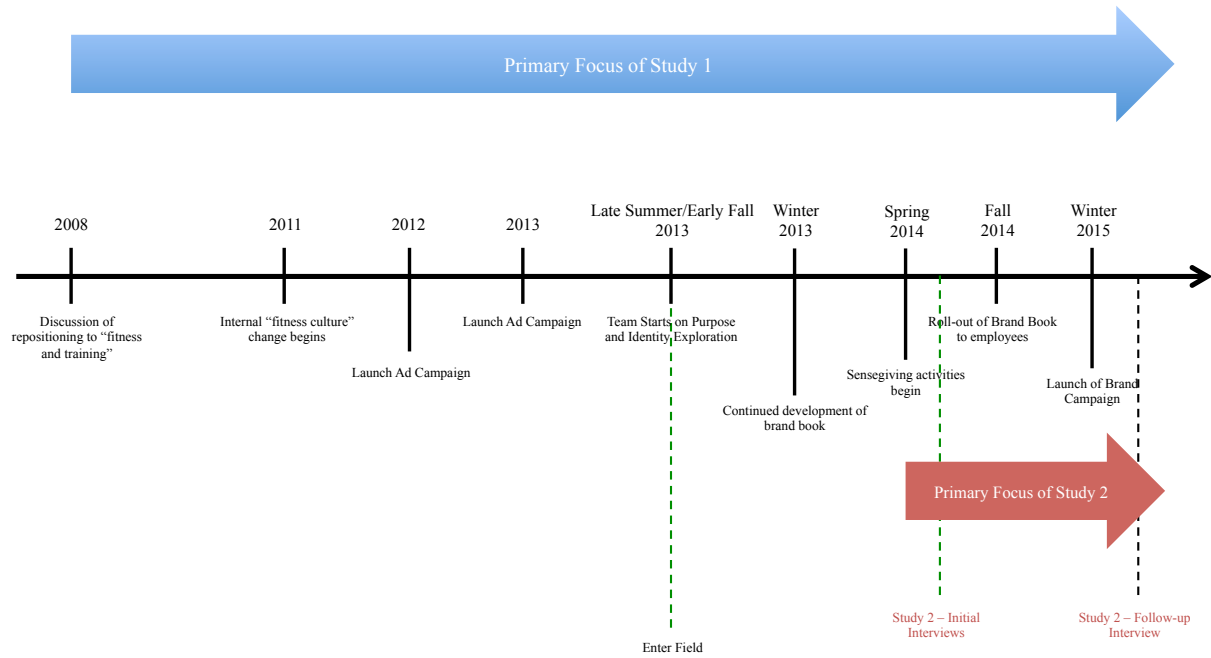 Primary Focus of Study 1
2008
2011
2012
2013
Late Summer/Early Fall
2013
Winter
2013
Spring
2014
Fall
2014
Winter
2015
Discussion of
repositioning to “fitness
and training”
Internal “fitness culture”
change begins
Launch Ad Campaign
Launch Ad Campaign
Team Starts on Purpose
and Identity Exploration
Continued development of
brand book
Sensegiving activities
begin
Roll-out of Brand Book
to employees
Launch of Brand
Campaign
Primary Focus of Study 2
Study 2 – Initial
Interviews
Study 2 – Follow-up
Interview
Enter Field